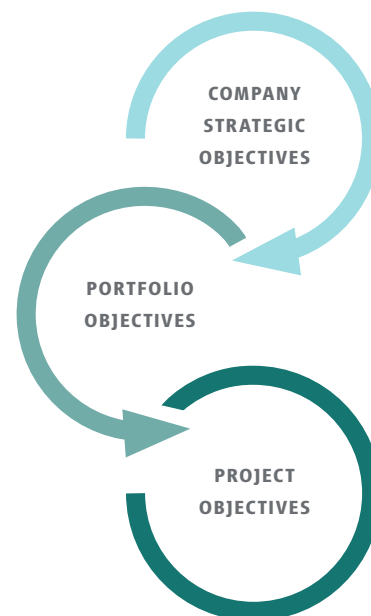 COMPANY
STRATEGIC
OBJECTIVES
PORTFOLIO
OBJECTIVES
PROJECT
OBJECTIVES